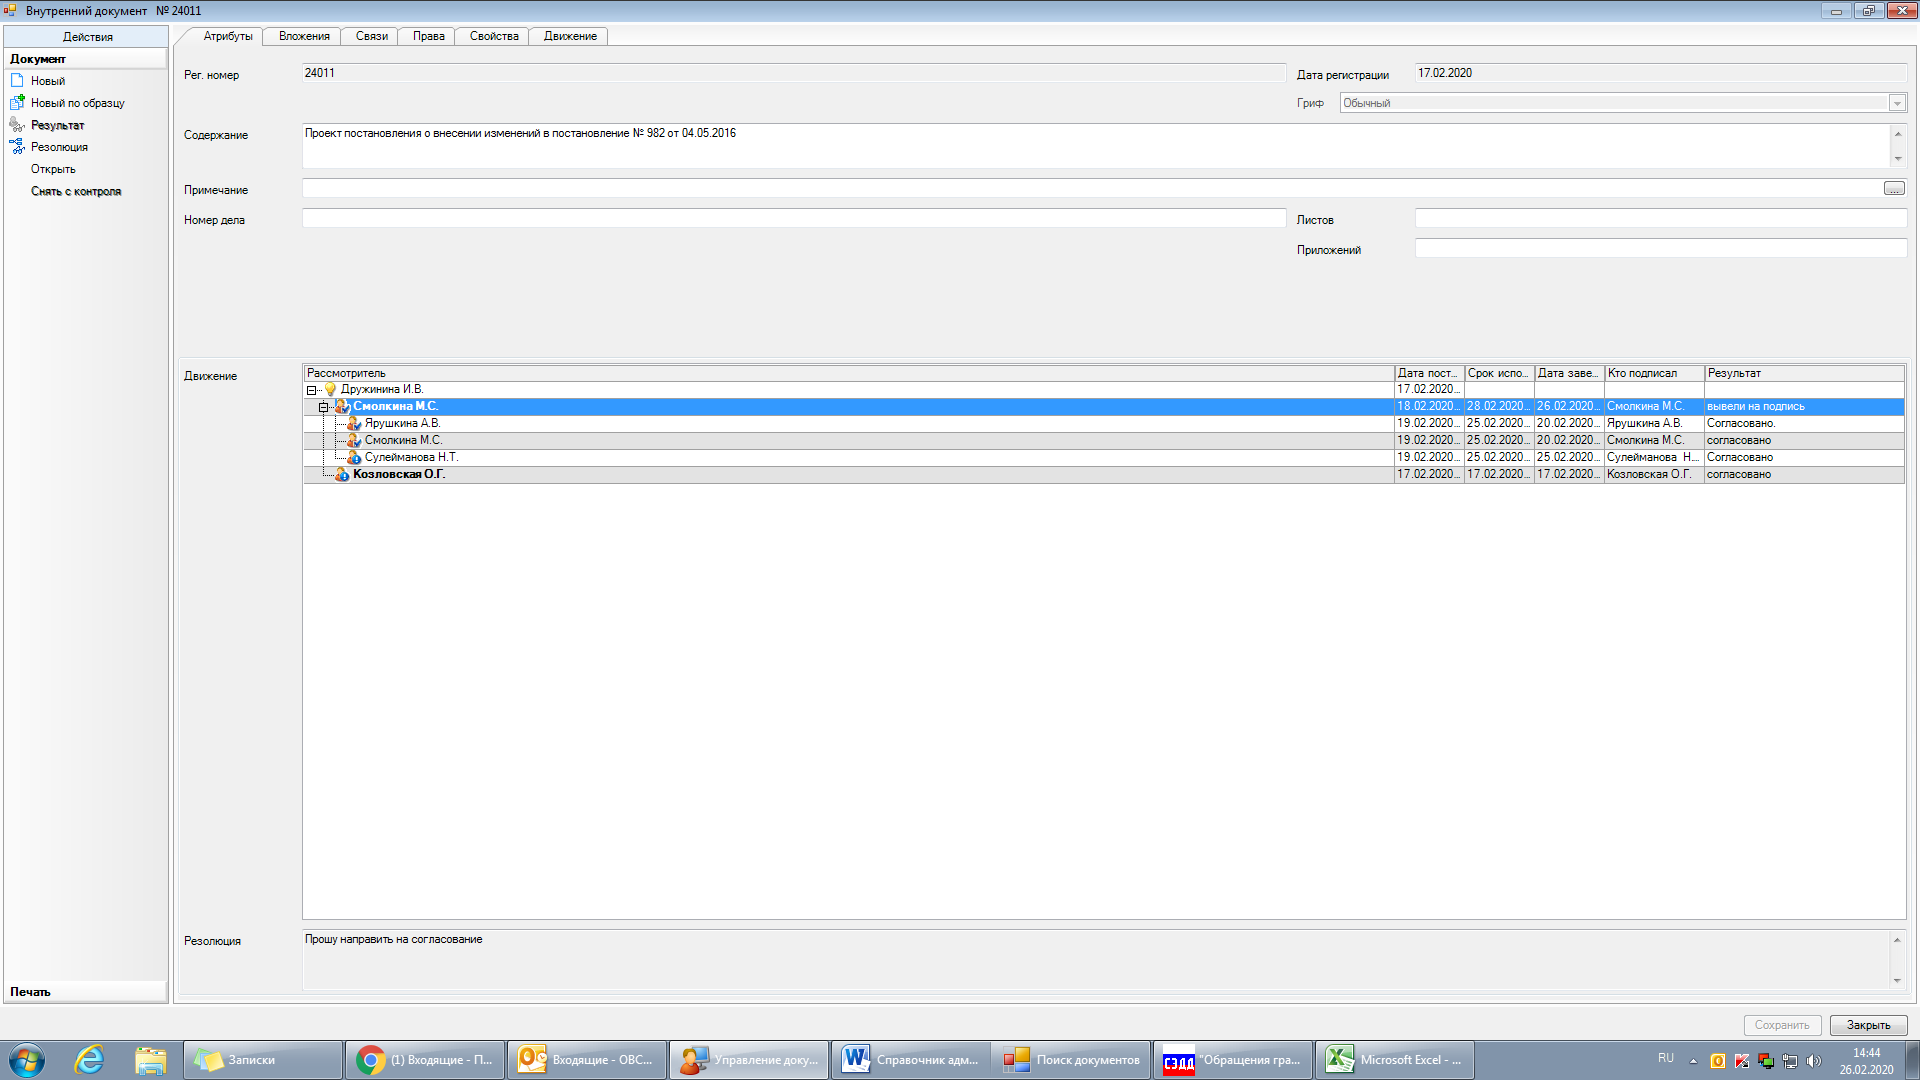 Внутренний документ № 24011
Действия
Документ
Новый
Новый по образцу
Результат
Резолюция
Открыть
Снять с контроля
Печать
Атрибуты Вложения Связи Права Свойства Движение
Рег. номер 24011 Дата регистрации 17.02.2020
Гриф Обычный
Содержание Проект постановления о внесении изменений в постановление № 982 от 04.05.2016
Примечание ...
Номер дела Листов
Приложений
Движение
Рассмотритель Дата пост... Срок испо... Дата заве... Кто подписал Результат
Дружинина И.В. 17.02.2020...
Смолкина М.С. 18.02.2020... 28.02.2020... 26.02.2020... Смолкина М.С. вывели на подпись
Ярушкина А.В. 19.02.2020... 25.02.2020... 20.02.2020... Ярушкина А.В. Согласовано.
Смолкина М.С. 19.02.2020... 25.02.2020... 20.02.2020... Смолкина М.С. согласовано
Сулейманова Н.Т. 19.02.2020... 25.02.2020... 25.02.2020... Сулейманова Н.... Согласовано
Козловская О.Г. 17.02.2020... 17.02.2020... 17.02.2020... Козловская О.Г. согласовано
Резолюция Прошу направить на согласование
Сохранить Закрыть
Записки (1) Входящие - П... Входящие - ОВС... Управление доку... Справочник адм... Поиск документов СЭДД "Обращения гра... Microsoft Excel - ... RU 14:44
26.02.2020